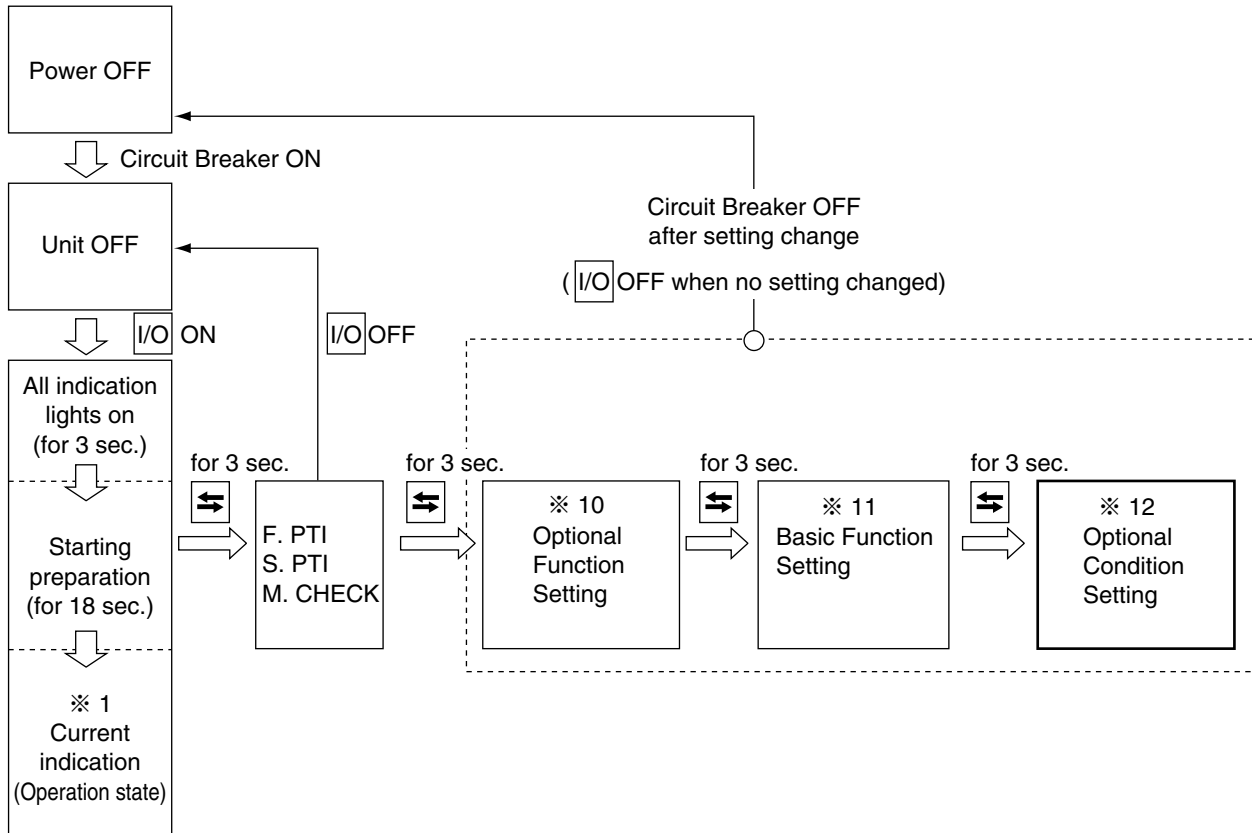 Power OFF
Circuit Breaker ON
Unit OFF
I/O ON
I/O OFF
Circuit Breaker OFF
after setting change
( I/O OFF when no setting changed)
All indication
lights on
(for 3 sec.)
Starting
preparation
(for 18 sec.)
※ 1
Current
indication
(Operation state)
for 3 sec.
F. PTI
S. PTI
M. CHECK
for 3 sec.
※ 10
Optional
Function
Setting
for 3 sec.
※ 11
Basic Function
Setting
for 3 sec.
※ 12
Optional
Condition
Setting